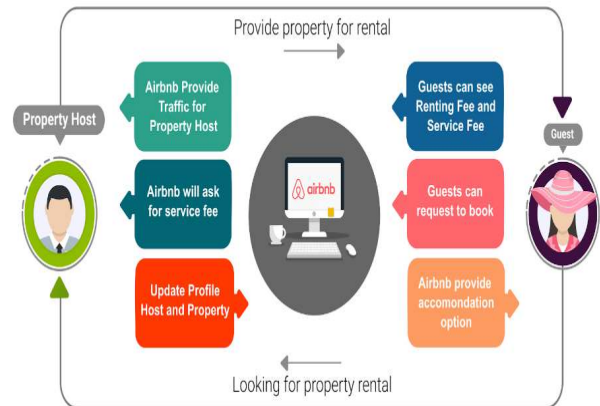 Provide property for rental
Airbnb Provide
Traffic for
Property Host
Guests can see
Renting Fee and
Service Fee
Property Host
Guest
airbnb
Airbnb will ask
for service fee
Guests can
request to book
Update Profile
Host and Property
Airbnb provide
accomondation
option
Looking for property rental